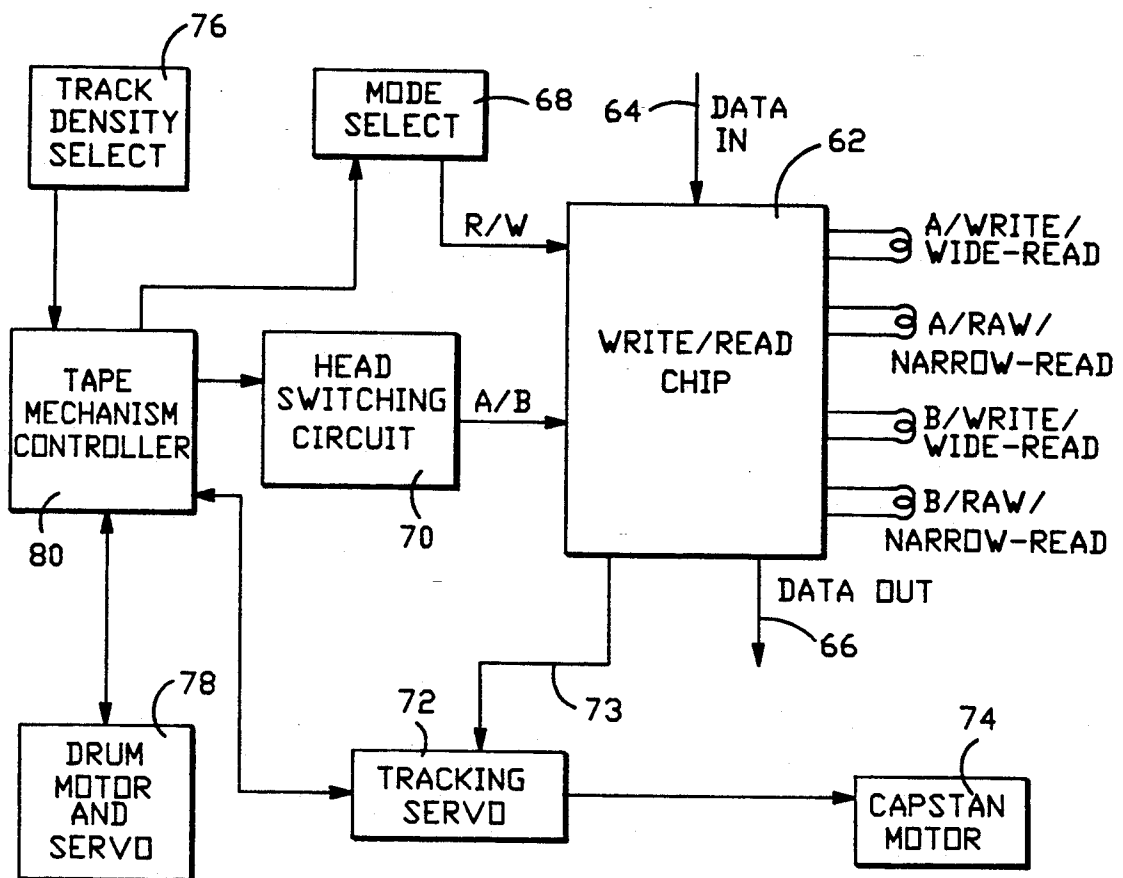 76
TRACK
DENSITY
SELECT
MODE
SELECT
68
64
DATA
IN
62
R/W
A/WRITE/
WIDE-READ
A/RAW/
NARROW-READ
B/WRITE/
WIDE-READ
B/RAW/
NARROW-READ
WRITE/READ
CHIP
TAPE
MECHANISM
CONTROLLER
80
HEAD
SWITCHING
CIRCUIT
70
A/B
DATA OUT
66
73
78
DRUM
MOTOR
AND
SERVO
72
TRACKING
SERVO
74
CAPSTAN
MOTOR